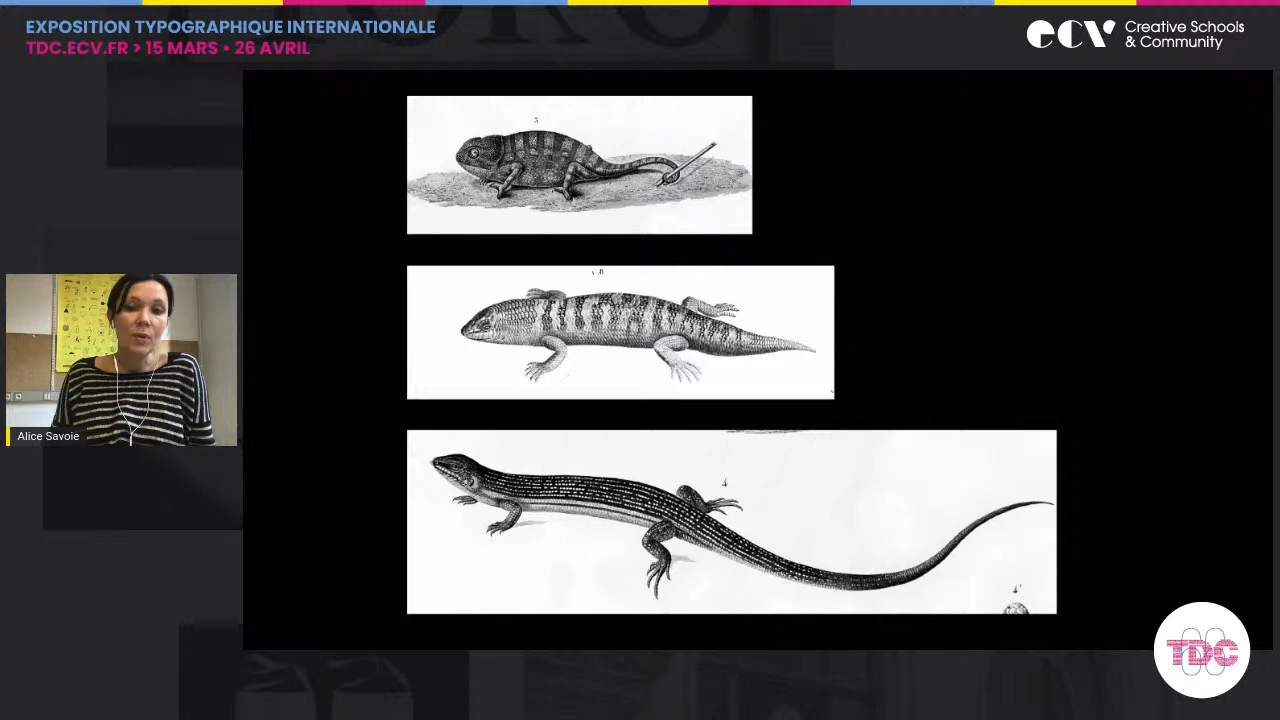 EXPOSITION TYPOGRAPHIQUE INTERNATIONALE
TDC.ECV.FR > 15 MARS • 26 AVRIL
ecv
Creative Schools
& Community
Alice Savoie
TDC